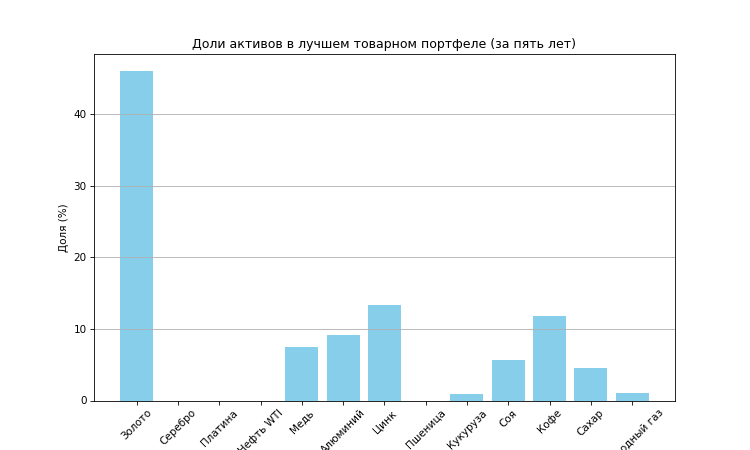 Доли активов в лучшем товарном портфеле (за пять лет)
Доля (%)
40
30
20
10
0
Золото
Серебро
Платина
Нефть WTI
Медь
Алюминий
Цинк
Пшеница
Кукуруза
Соя
Кофе
Сахар
одный газ